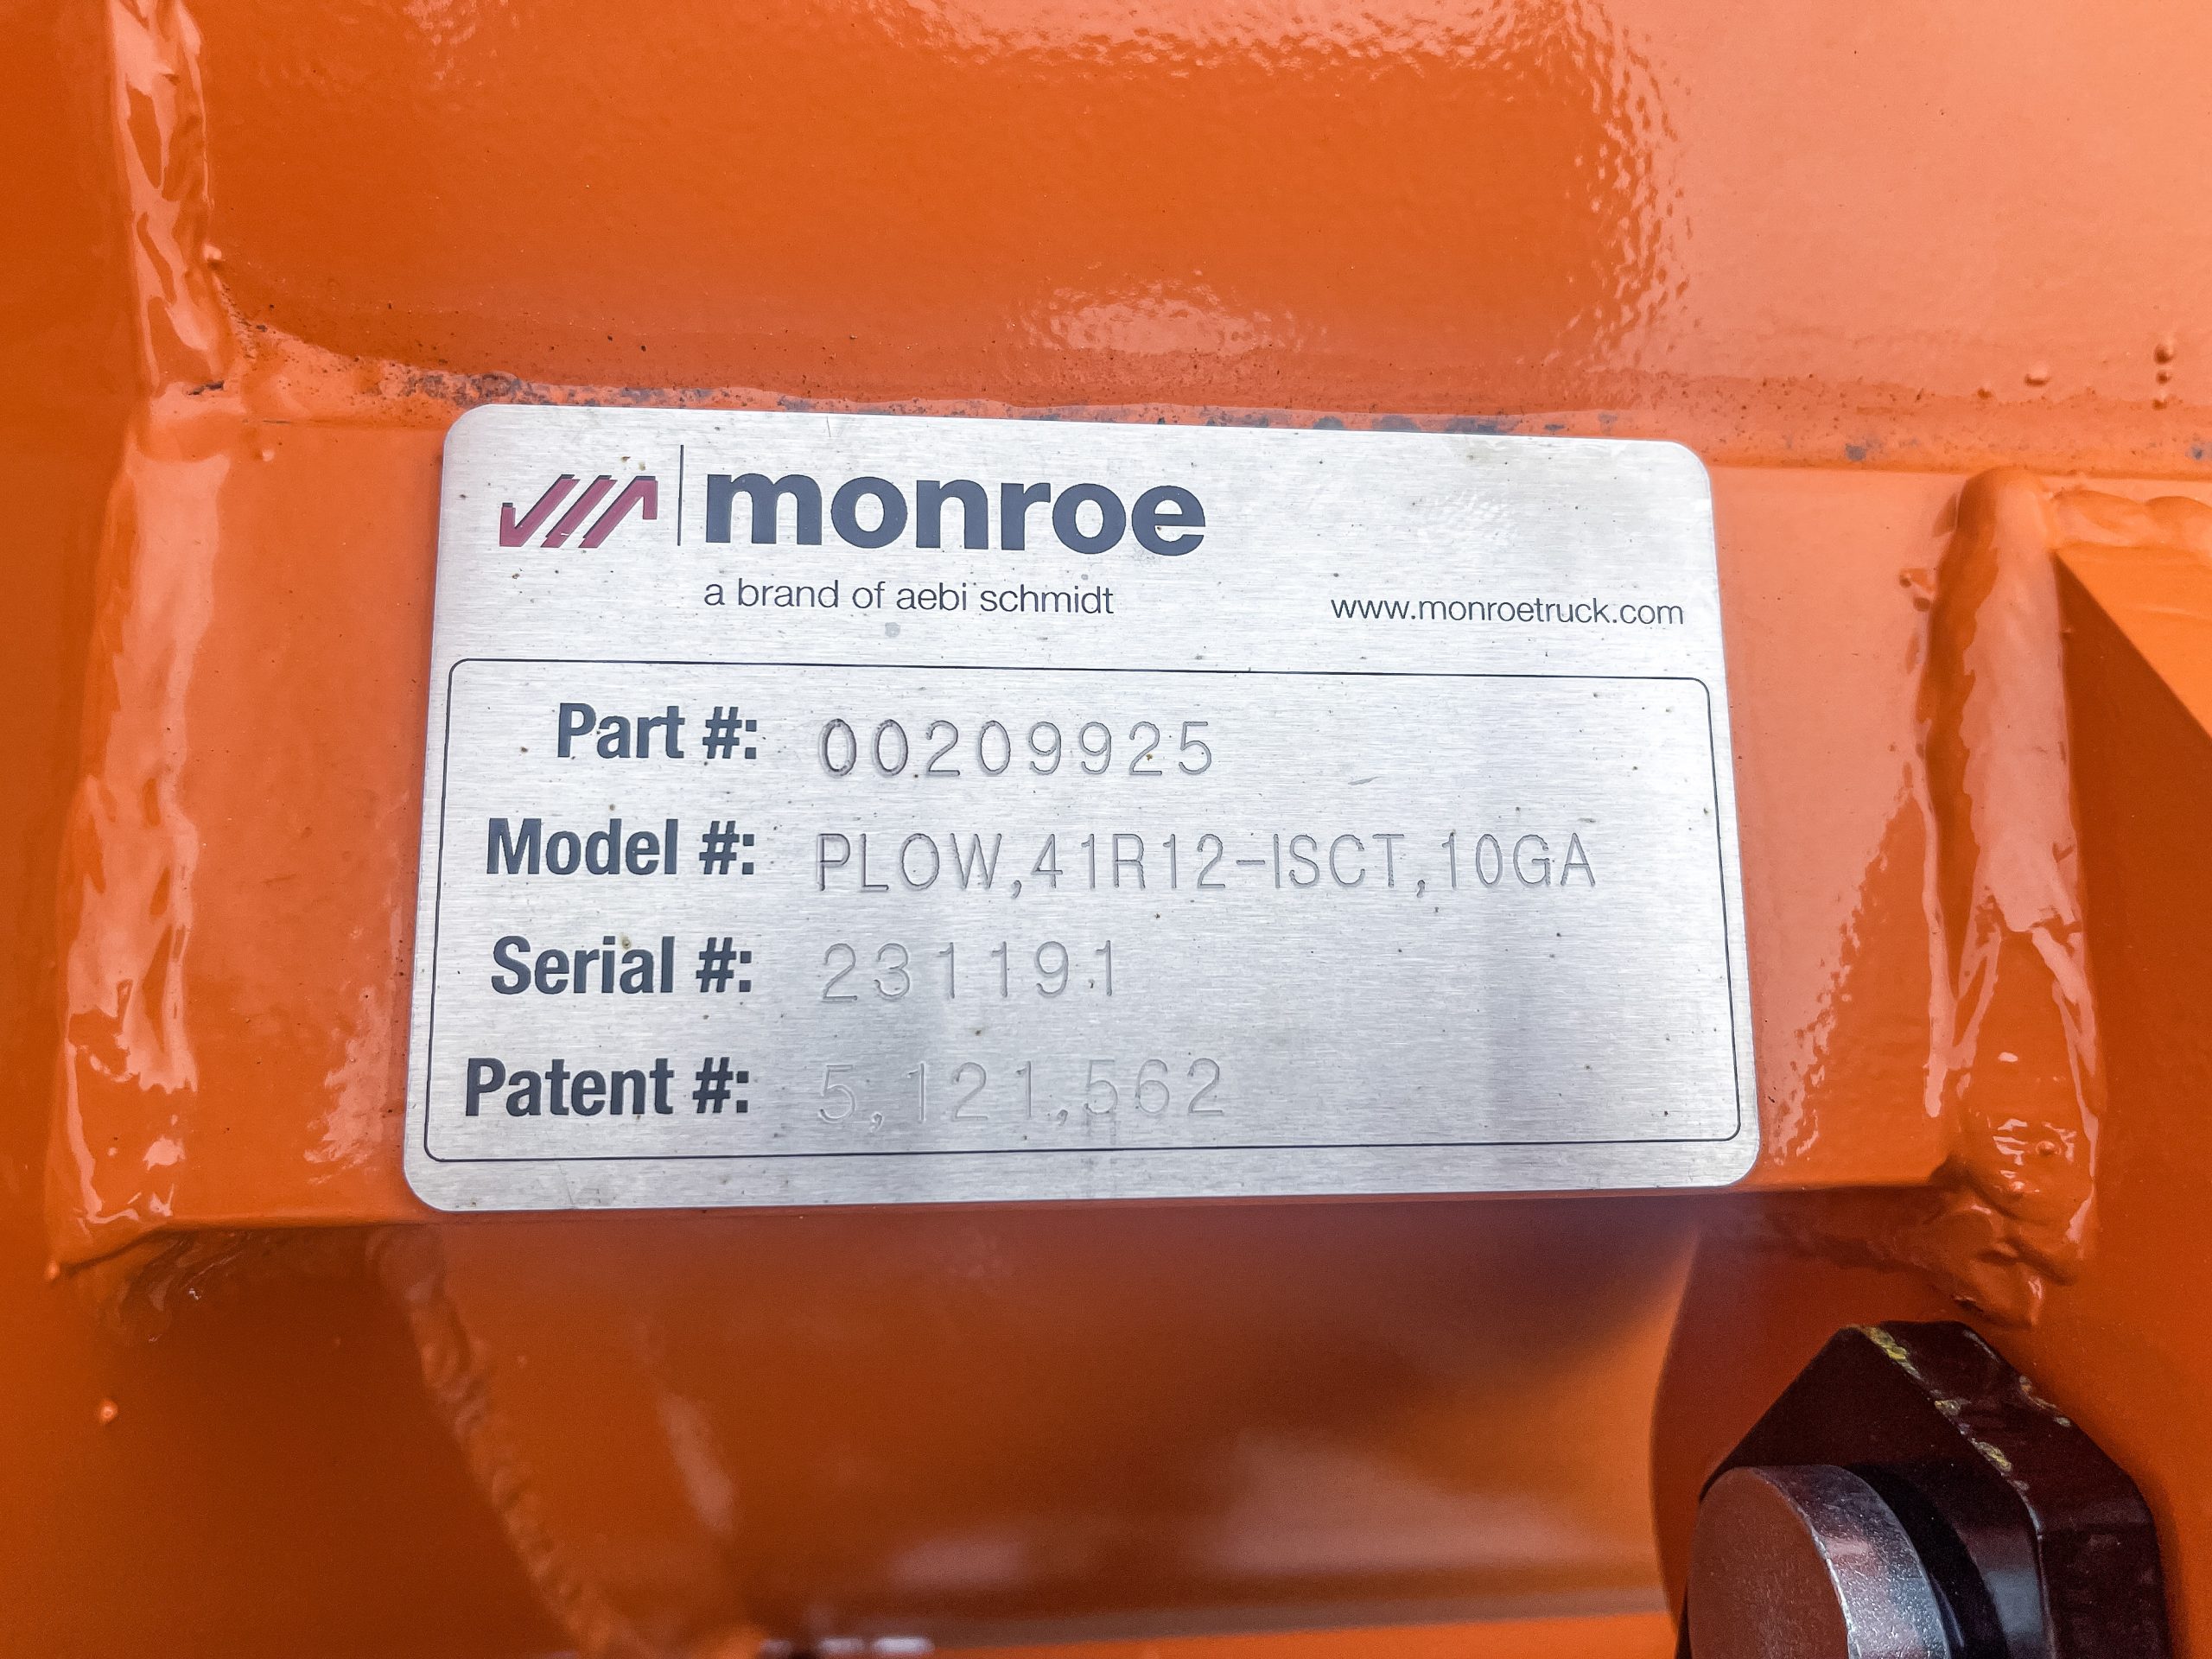 monroe
a brand of aebi schmidt
www.monroetruck.com
Part #: 00209925
Model #: PLOW,41R12-ISCT,10GA
Serial #: 231191
Patent #: 5,121,562